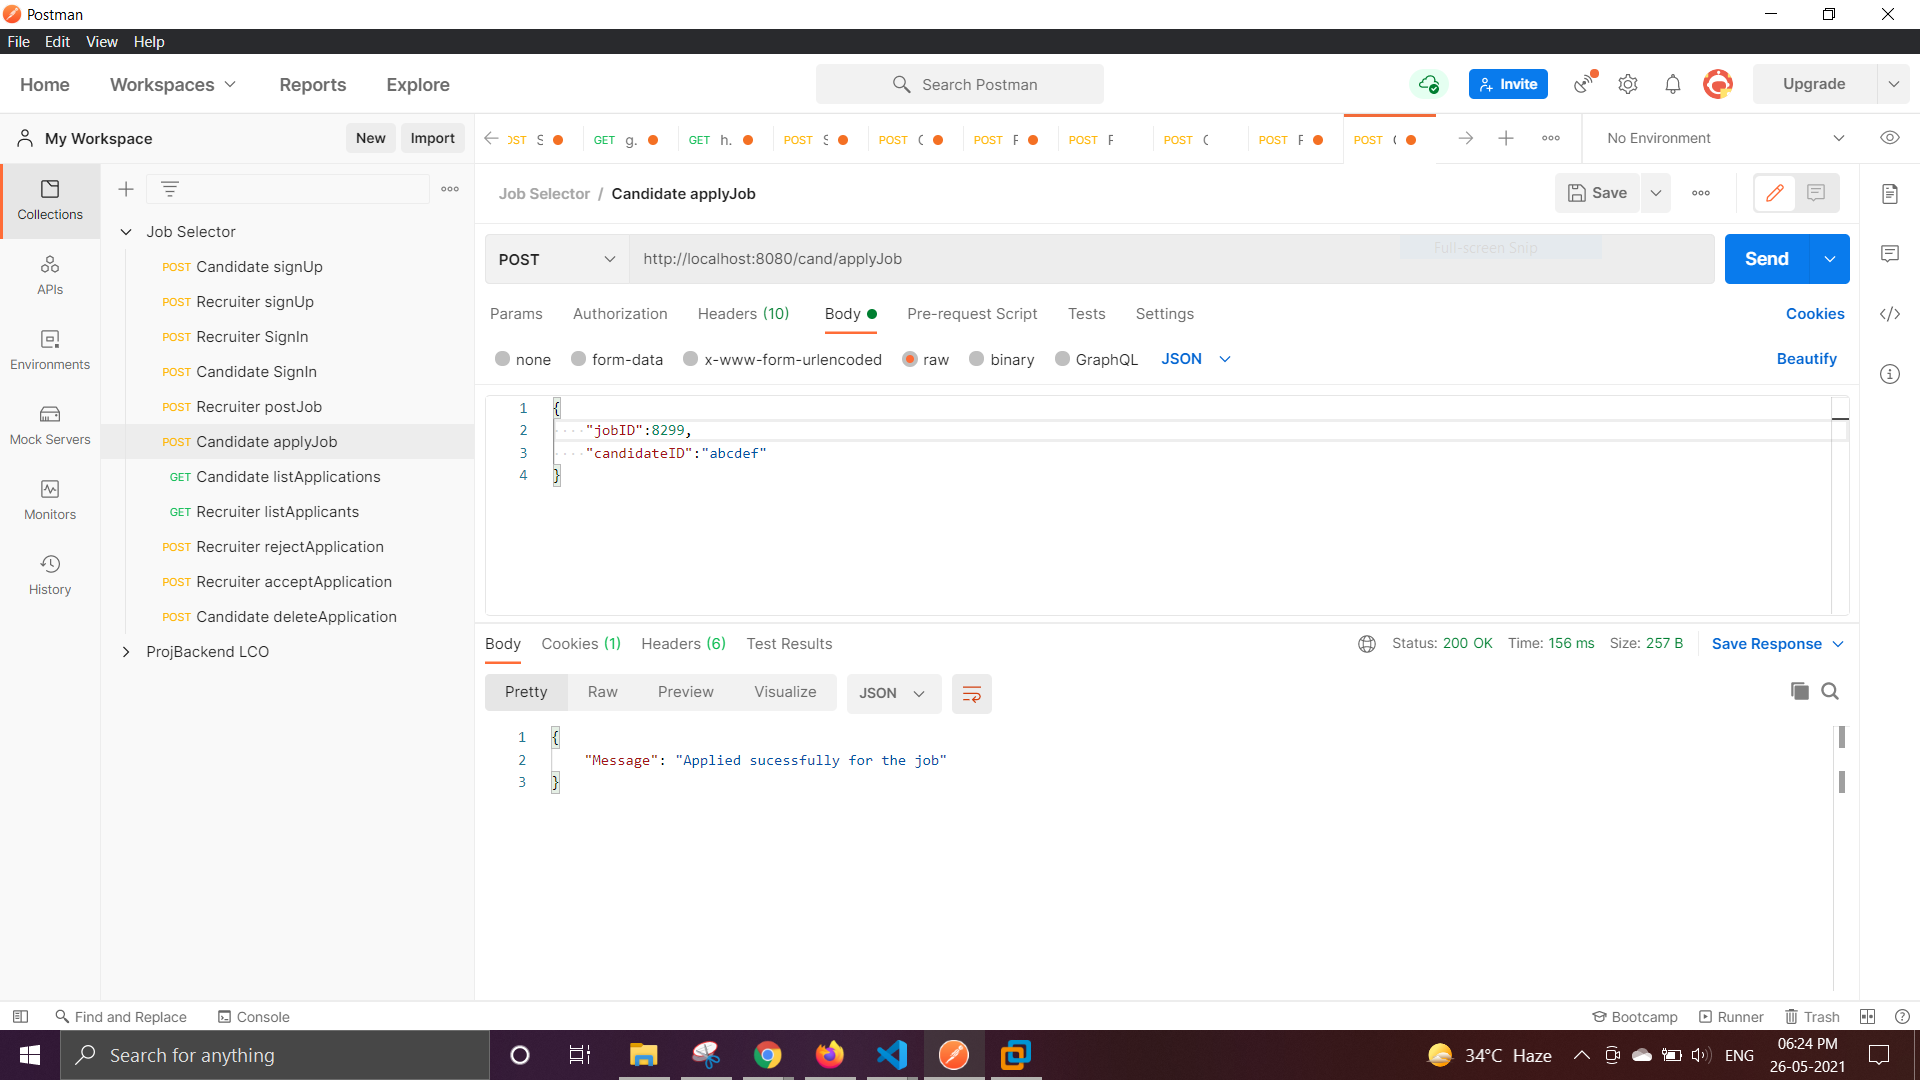 Postman
File Edit View Help
Home Workspaces Reports Explore Search Postman Invite Upgrade
My Workspace New Import
GET g. GET h. POST S POST C POST F POST F POST C POST F POST C No Environment
Job Selector / Candidate applyJob Save
Collections
APIs
Environments
Mock Servers
Monitors
History
Job Selector
POST Candidate signUp
POST Recruiter signUp
POST Recruiter SignIn
POST Candidate SignIn
POST Recruiter postJob
POST Candidate applyJob
GET Candidate listApplications
GET Recruiter listApplicants
POST Recruiter rejectApplication
POST Recruiter acceptApplication
POST Candidate deleteApplication
ProjBackend LCO
POST http://localhost:8080/cand/applyJob Full-screen Snip Send
Params Authorization Headers (10) Body Pre-request Script Tests Settings Cookies
none form-data x-www-form-urlencoded raw binary GraphQL JSON Beautify
1 {
2 "jobID":8299,
3 "candidateID":"abcdef"
4 }
Body Cookies (1) Headers (6) Test Results Status: 200 OK Time: 156 ms Size: 257 B Save Response
Pretty Raw Preview Visualize JSON
1 {
2 "Message": "Applied sucessfully for the job"
3 }
Find and Replace Console Bootcamp Runner Trash
Search for anything 34°C Haze ENG 06:24 PM
26-05-2021